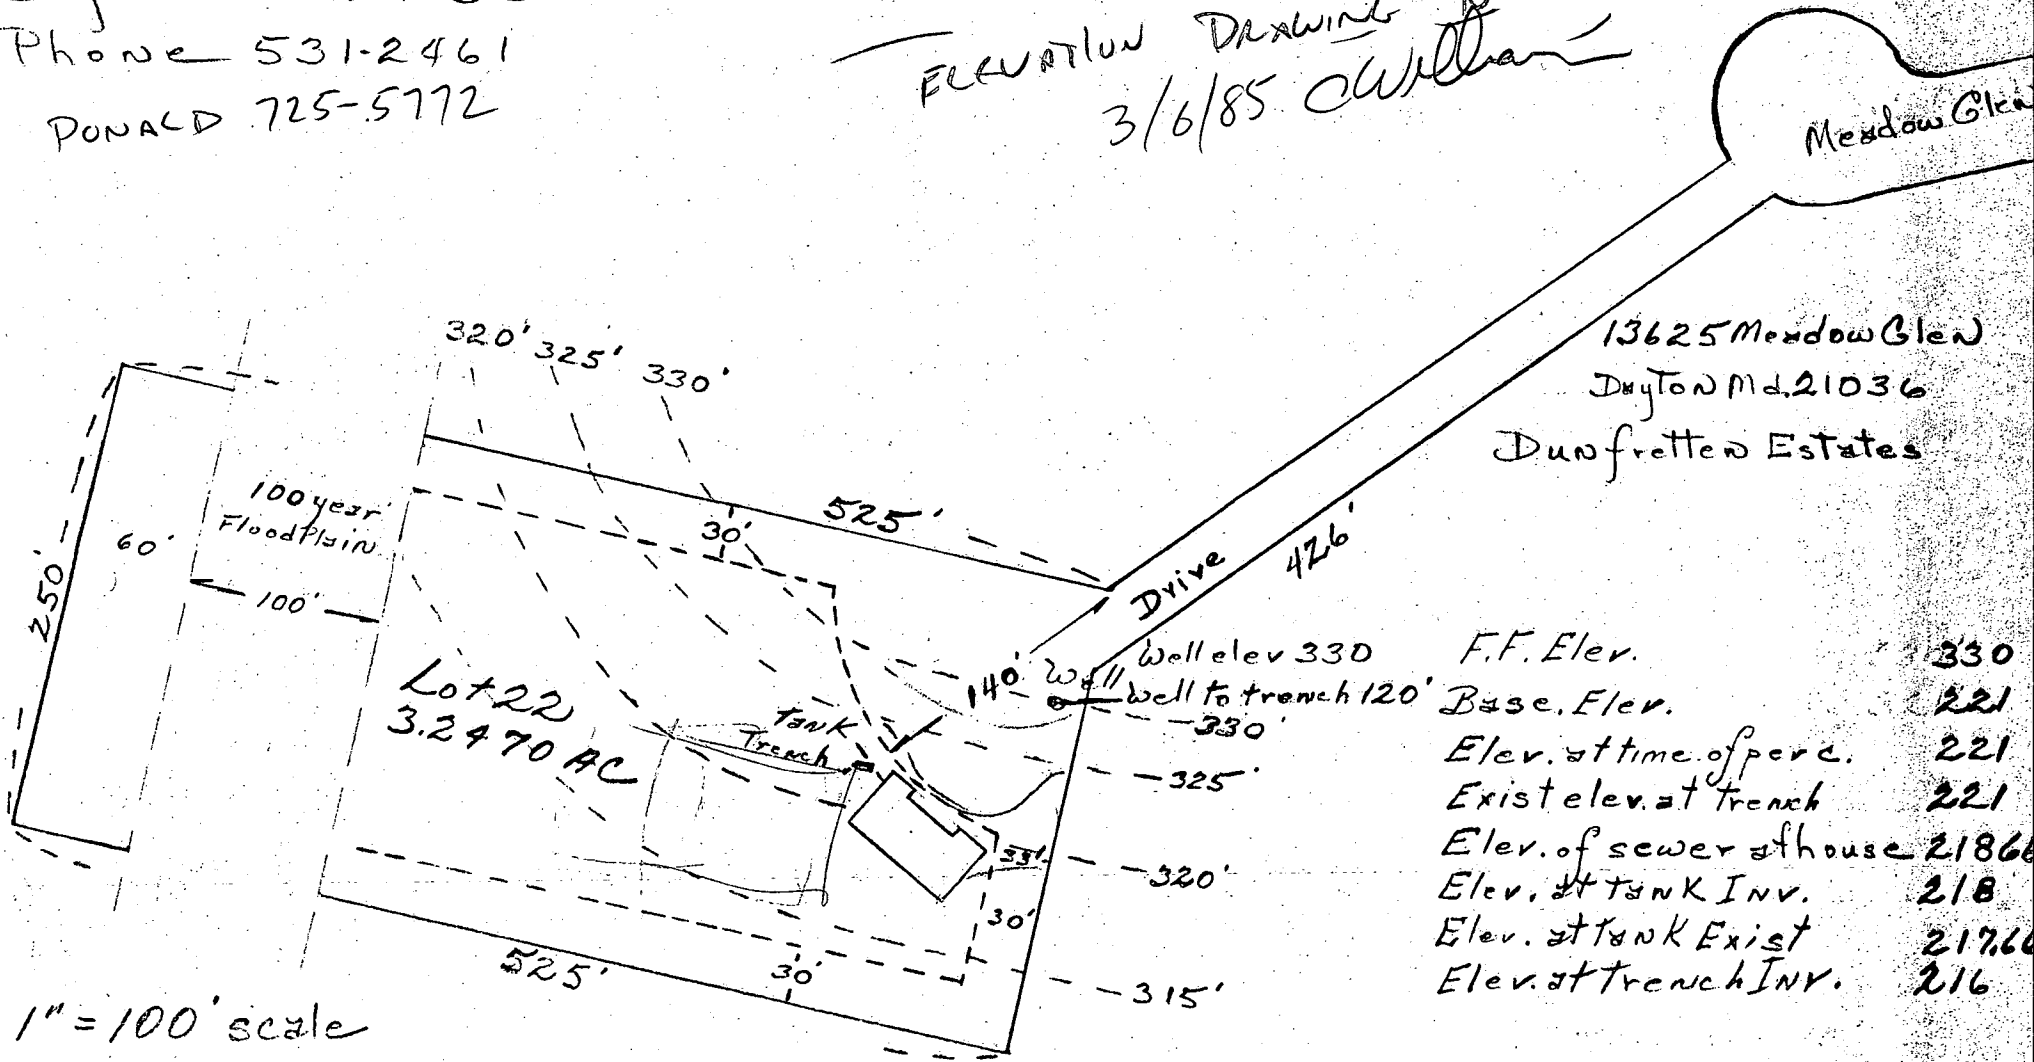 Phone 531-2461
DONALD 725-5772
ELEVATION DRAWING
3/6/85 CWilliam
Meadow Glen
13625 Meadow Glen
Dayton Md. 21036
Dunfretten Estates
320' 325' 330'
100 year
Flood Plain
60'
250'
100'
30'
525'
Drive
426'
Lot 22
3.2470 AC
Tank
Trench
140'
Well
Well elev 330
Well to trench 120'
330'
325'
320'
315'
33'
30'
30'
525'
1" = 100' scale
F.F. Elev. 330
Base. Elev. 221
Elev. at time of perc. 221
Exist elev. at trench 221
Elev. of sewer at house 21866
Elev. at tank Inv. 218
Elev. at tank Exist 217.66
Elev. at trench Inv. 216